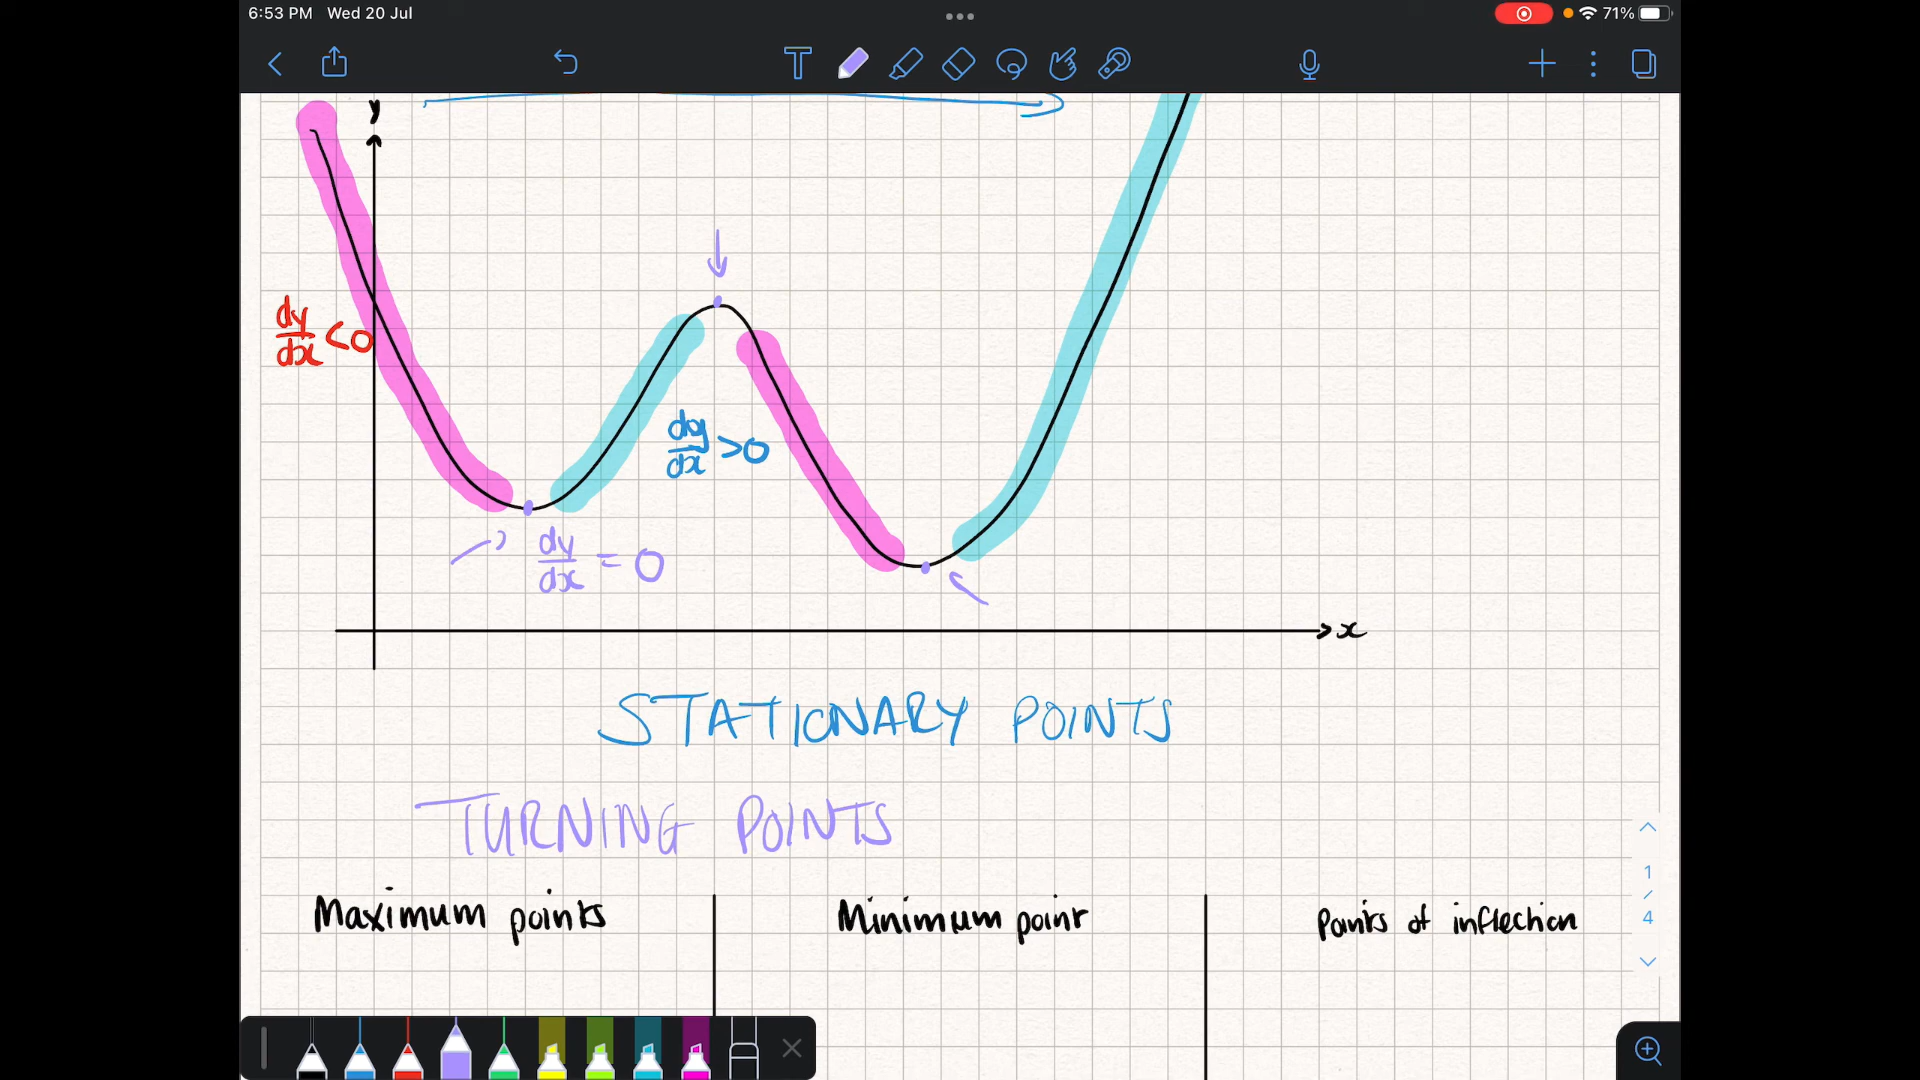 6:53 PM Wed 20 Jul
71%
T
y
dy/dx < 0
dy/dx > 0
dy/dx = 0
x
STATIONARY POINTS
TURNING POINTS
Maximum points
Minimum point
Points of inflection
1
/
4